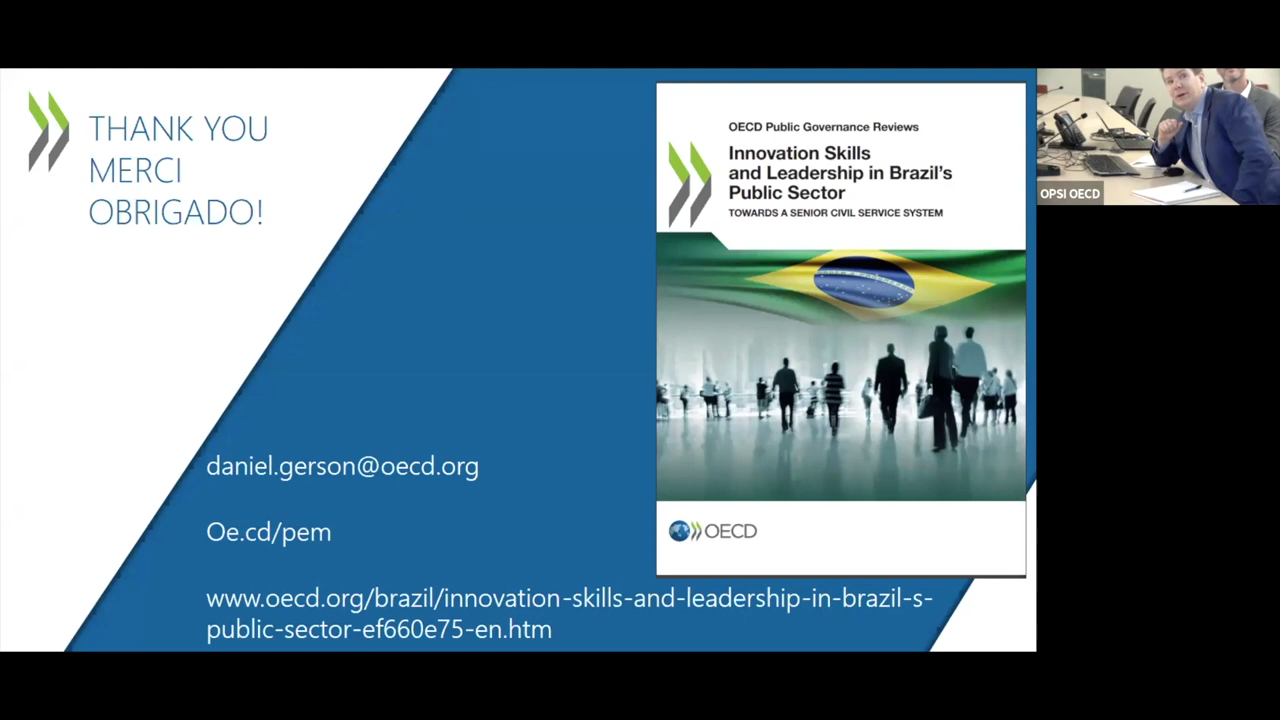 THANK YOU
MERCI
OBRIGADO!
OECD Public Governance Reviews
Innovation Skills
and Leadership in Brazil's
Public Sector
TOWARDS A SENIOR CIVIL SERVICE SYSTEM
OECD
daniel.gerson@oecd.org
Oe.cd/pem
www.oecd.org/brazil/innovation-skills-and-leadership-in-brazil-s-
public-sector-ef660e75-en.htm
OPSI OECD